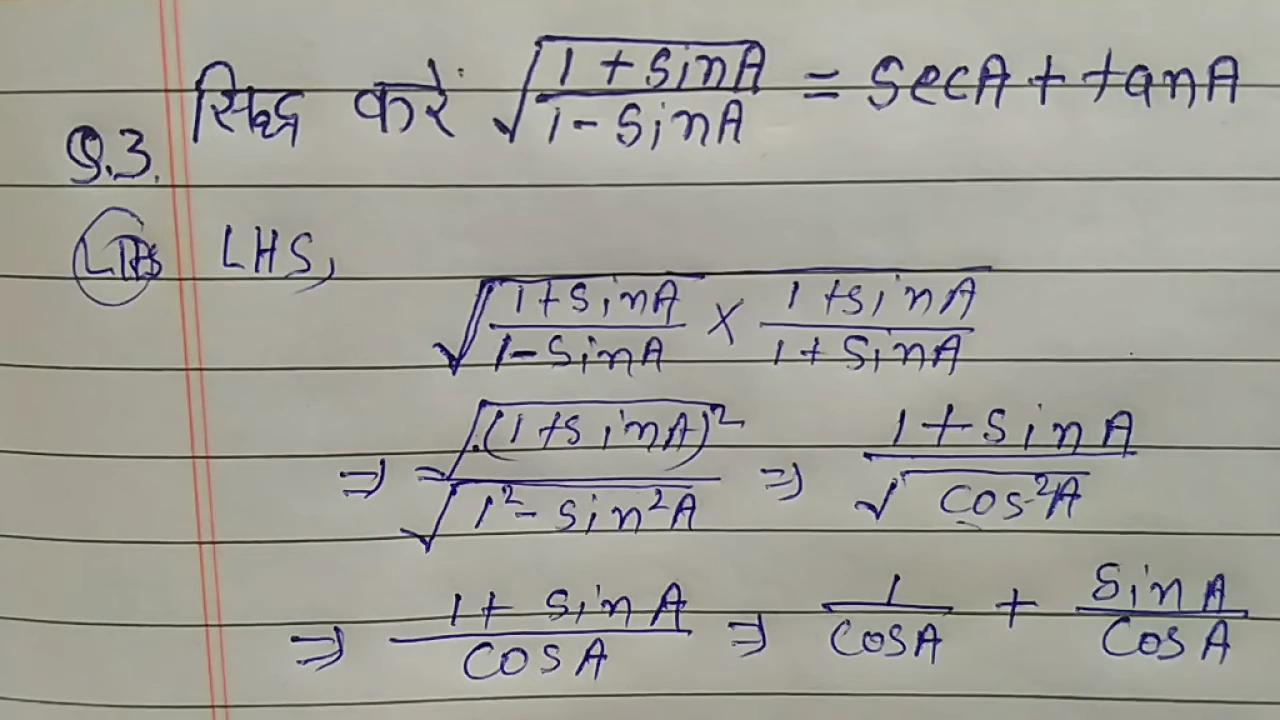 सिद्ध करें √(1+sinA)/(1-sinA) = secA + tanA
Q.3.
LHS,
√(1+sinA)/(1-sinA) × (1+sinA)/(1+sinA)
⇒ = √(1+sinA)²/√(1²-sin²A) ⇒ (1+sinA)/√cos²A
⇒ (1+sinA)/cosA ⇒ 1/cosA + sinA/cosA